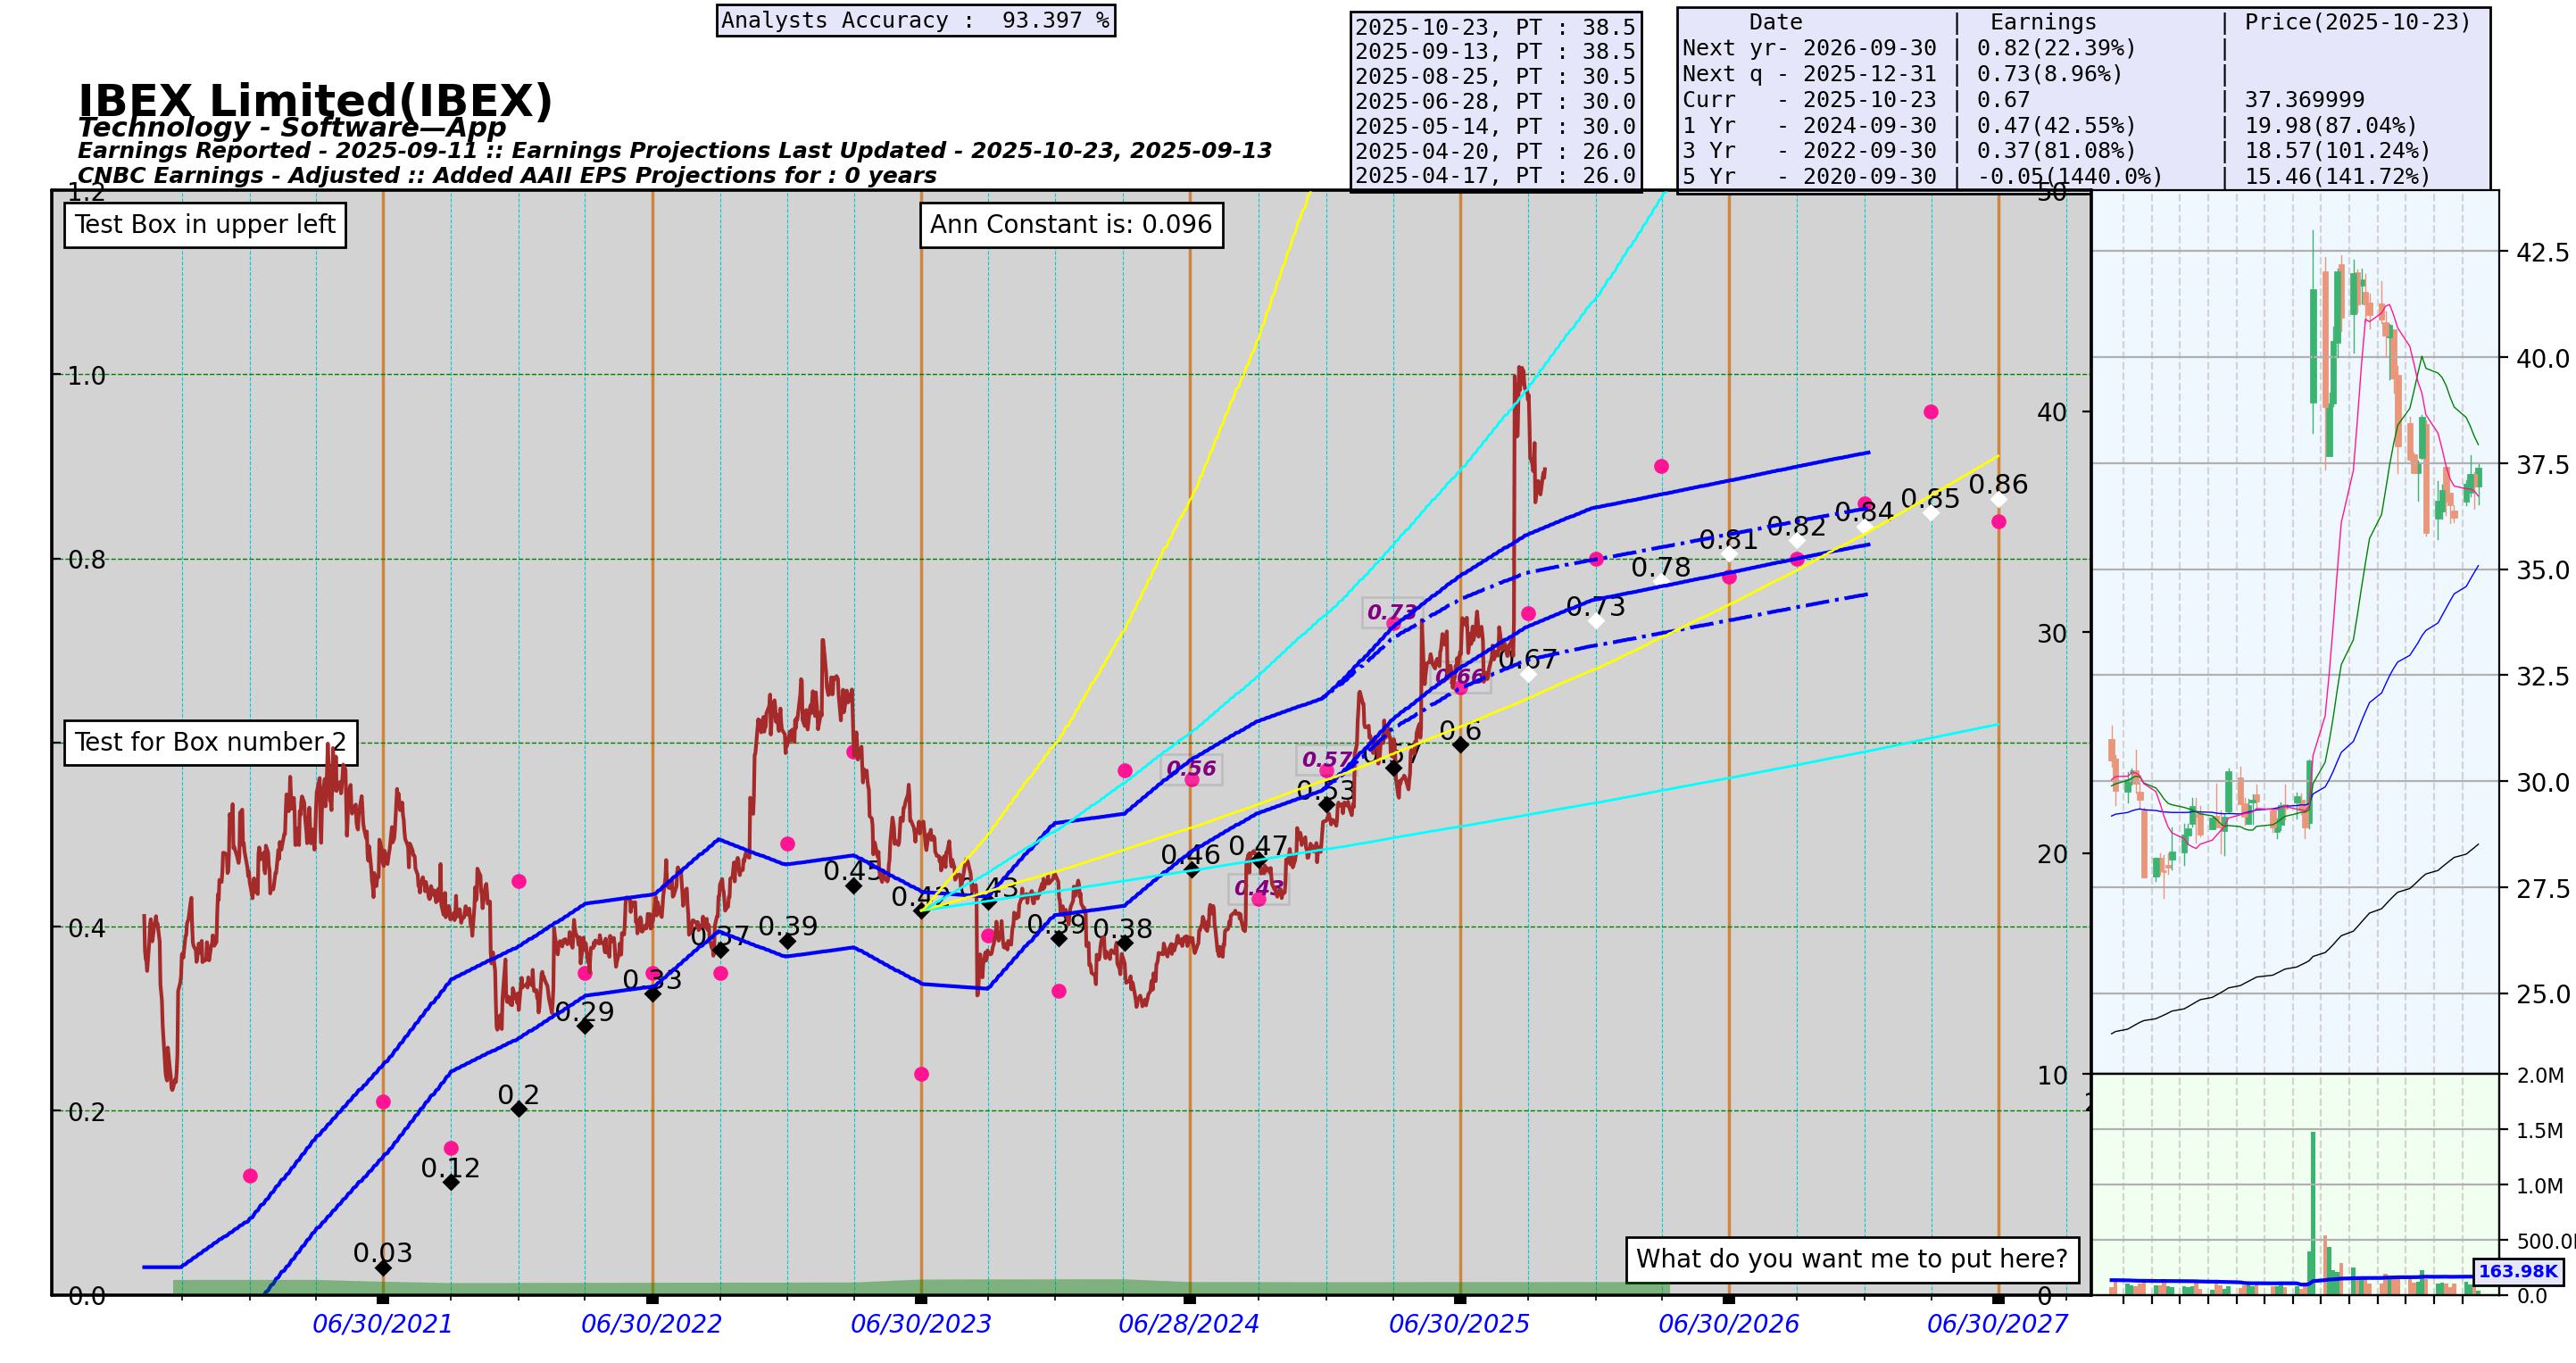 Analysts Accuracy :  93.397 %
2025-10-23, PT : 38.5
2025-09-13, PT : 38.5
2025-08-25, PT : 30.5
2025-06-28, PT : 30.0
2025-05-14, PT : 30.0
2025-04-20, PT : 26.0
2025-04-17, PT : 26.0
Date | Earnings | Price(2025-10-23)
Next yr- 2026-09-30 | 0.82(22.39%) |
Next q - 2025-12-31 | 0.73(8.96%) |
Curr - 2025-10-23 | 0.67 | 37.369999
1 Yr - 2024-09-30 | 0.47(42.55%) | 19.98(87.04%)
3 Yr - 2022-09-30 | 0.37(81.08%) | 18.57(101.24%)
5 Yr - 2020-09-30 | -0.05(1440.0%) | 15.46(141.72%)
IBEX Limited(IBEX)
Technology - Software—App
Earnings Reported - 2025-09-11 :: Earnings Projections Last Updated - 2025-10-23, 2025-09-13
CNBC Earnings - Adjusted :: Added AAII EPS Projections for : 0 years
Test Box in upper left
Ann Constant is: 0.096
Test for Box number 2
What do you want me to put here?
1.2
1.0
0.8
0.4
0.2
0.0
0.03
0.12
0.2
0.29
0.33
0.37
0.39
0.45
0.42
0.43
0.39
0.38
0.46
0.47
0.53
0.57
0.6
0.67
0.73
0.78
0.81
0.82
0.84
0.85
0.86
0.56
0.43
0.57
0.73
0.66
50
40
30
20
10
0
06/30/2021
06/30/2022
06/30/2023
06/28/2024
06/30/2025
06/30/2026
06/30/2027
42.5
40.0
37.5
35.0
32.5
30.0
27.5
25.0
2.0M
1.5M
1.0M
500.0
163.98K
0.0